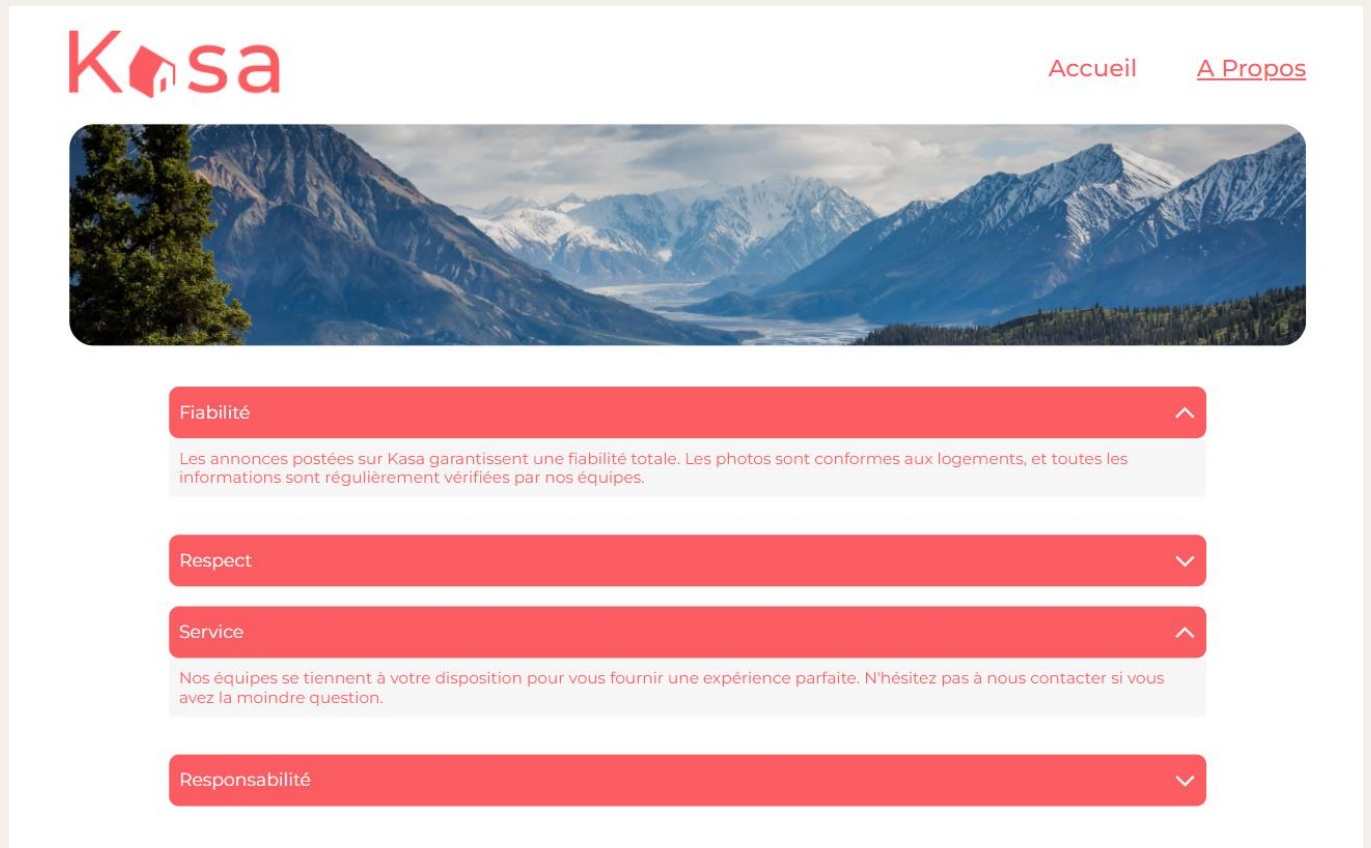 Kasa
Accueil A Propos
Fiabilité
Les annonces postées sur Kasa garantissent une fiabilité totale. Les photos sont conformes aux logements, et toutes les
informations sont régulièrement vérifiées par nos équipes.
Respect
Service
Nos équipes se tiennent à votre disposition pour vous fournir une expérience parfaite. N'hésitez pas à nous contacter si vous
avez la moindre question.
Responsabilité